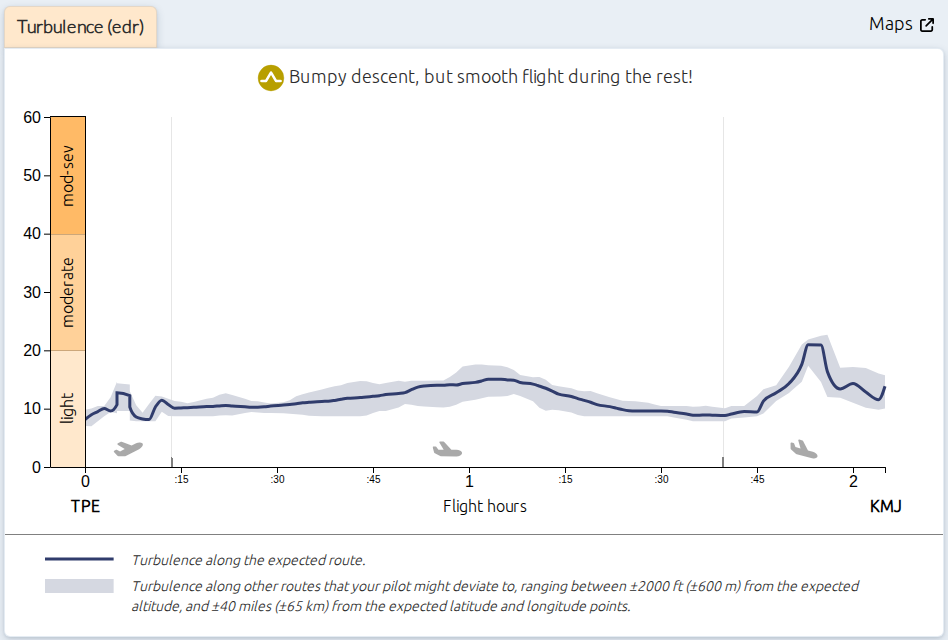 Turbulence (edr)
Maps
Bumpy descent, but smooth flight during the rest!
60
50
40
30
20
10
0
mod-sev
moderate
light
0 :15 :30 :45 1 :15 :30 :45 2
TPE Flight hours KMJ
Turbulence along the expected route.
Turbulence along other routes that your pilot might deviate to, ranging between ±2000 ft (±600 m) from the expected
altitude, and ±40 miles (±65 km) from the expected latitude and longitude points.